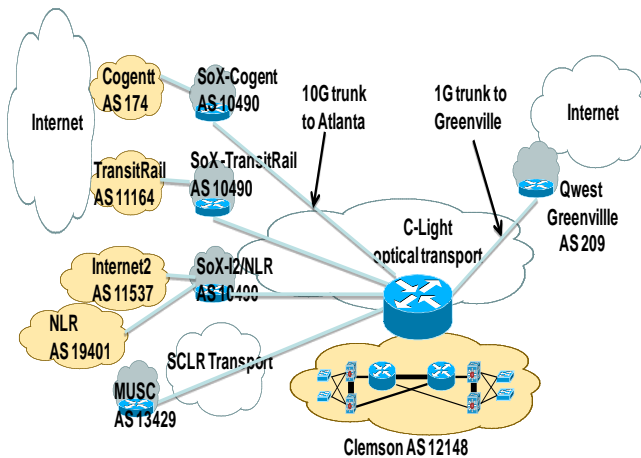 Cogentt
AS 174
SoX-Cogent
AS 10490
10G trunk
to Atlanta
1G trunk to
Greenville
Internet
Internet
TransitRail
AS 11164
SoX -TransitRail
AS 10490
Qwest
Greenvillle
AS 209
C-Light
optical transport
Internet2
AS 11537
SoX-I2/NLR
AS 10490
NLR
AS 19401
SCLR Transport
MUSC
AS 13429
Clemson AS 12148